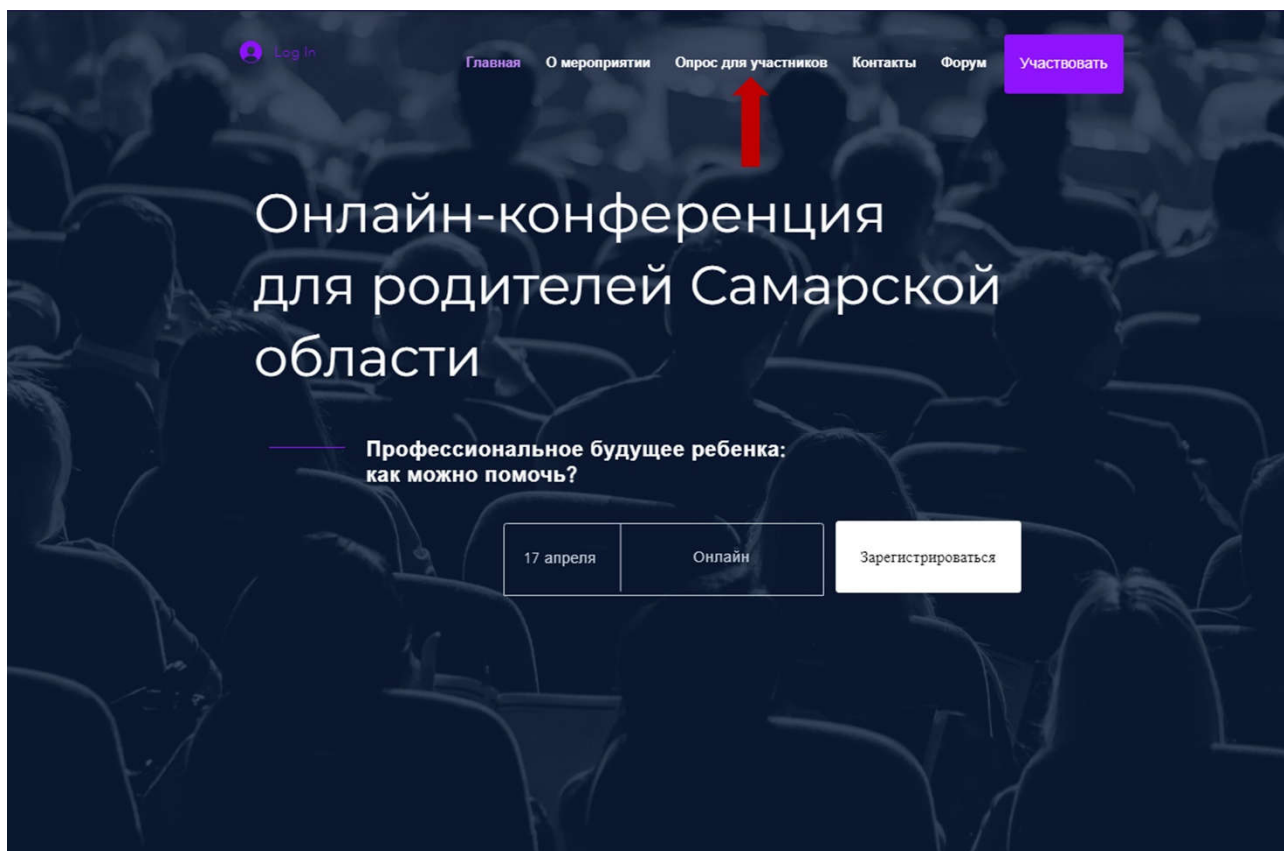 Log In
Главная О мероприятии Опрос для участников Контакты Форум Участвовать
Онлайн-конференция
для родителей Самарской
области
Профессиональное будущее ребенка:
как можно помочь?
17 апреля Онлайн Зарегистрироваться